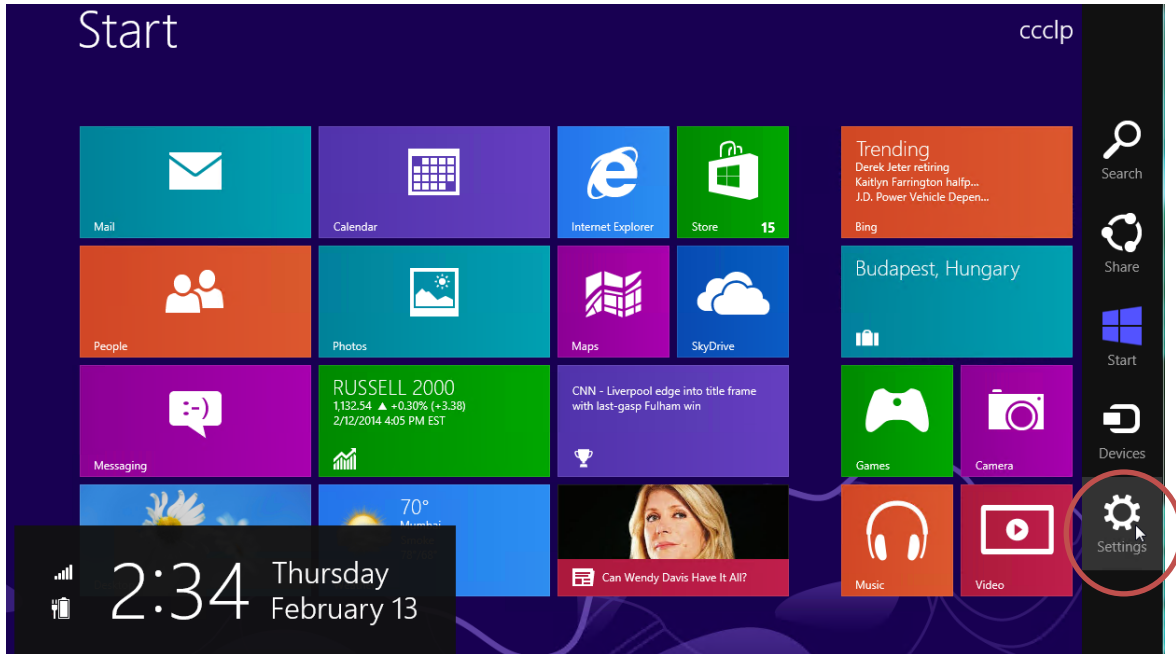 Start
ccclp
Mail
Calendar
Internet Explorer
Store
15
Trending
Derek Jeter retiring
Kaitlyn Farrington halfp...
J.D. Power Vehicle Depen...
Bing
Search
People
Photos
Maps
SkyDrive
Budapest, Hungary
Share
Start
Messaging
RUSSELL 2000
1,132.54 ▲ +0.30% (+3.38)
2/12/2014 4:05 PM EST
CNN - Liverpool edge into title frame
with last-gasp Fulham win
Games
Camera
Devices
70°
Mumbai
Can Wendy Davis Have It All?
Music
Video
Settings
2:34
Thursday
February 13